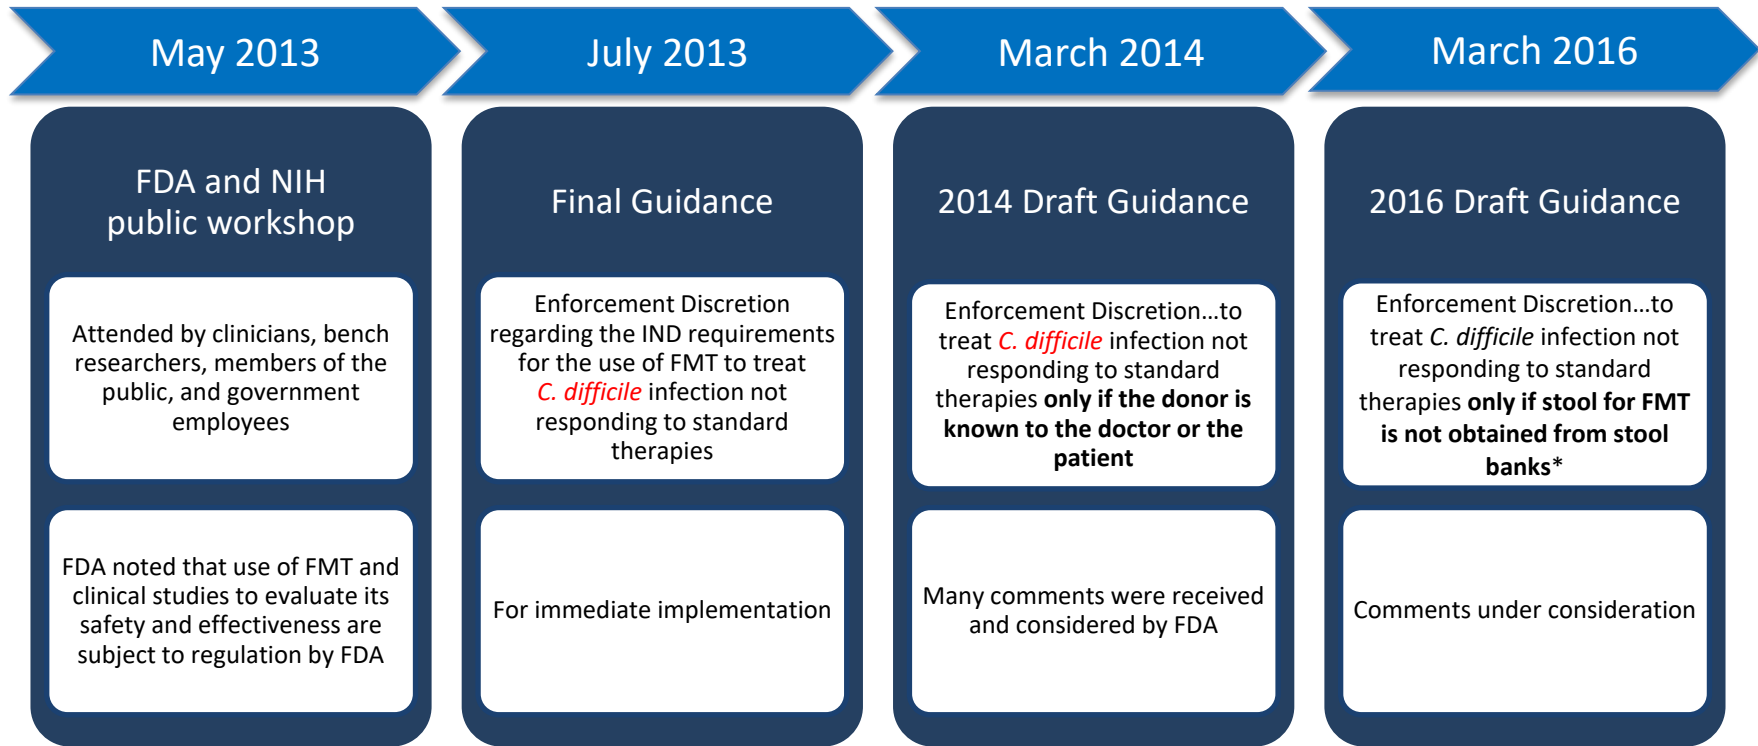 May 2013
July 2013
March 2014
March 2016
FDA and NIH
public workshop
Attended by clinicians, bench
researchers, members of the
public, and government
employees
FDA noted that use of FMT and
clinical studies to evaluate its
safety and effectiveness are
subject to regulation by FDA
Final Guidance
Enforcement Discretion
regarding the IND requirements
for the use of FMT to treat
C. difficile infection not
responding to standard
therapies
For immediate implementation
2014 Draft Guidance
Enforcement Discretion…to
treat C. difficile infection not
responding to standard
therapies only if the donor is
known to the doctor or the
patient
Many comments were received
and considered by FDA
2016 Draft Guidance
Enforcement Discretion…to
treat C. difficile infection not
responding to standard
therapies only if stool for FMT
is not obtained from stool
banks*
Comments under consideration